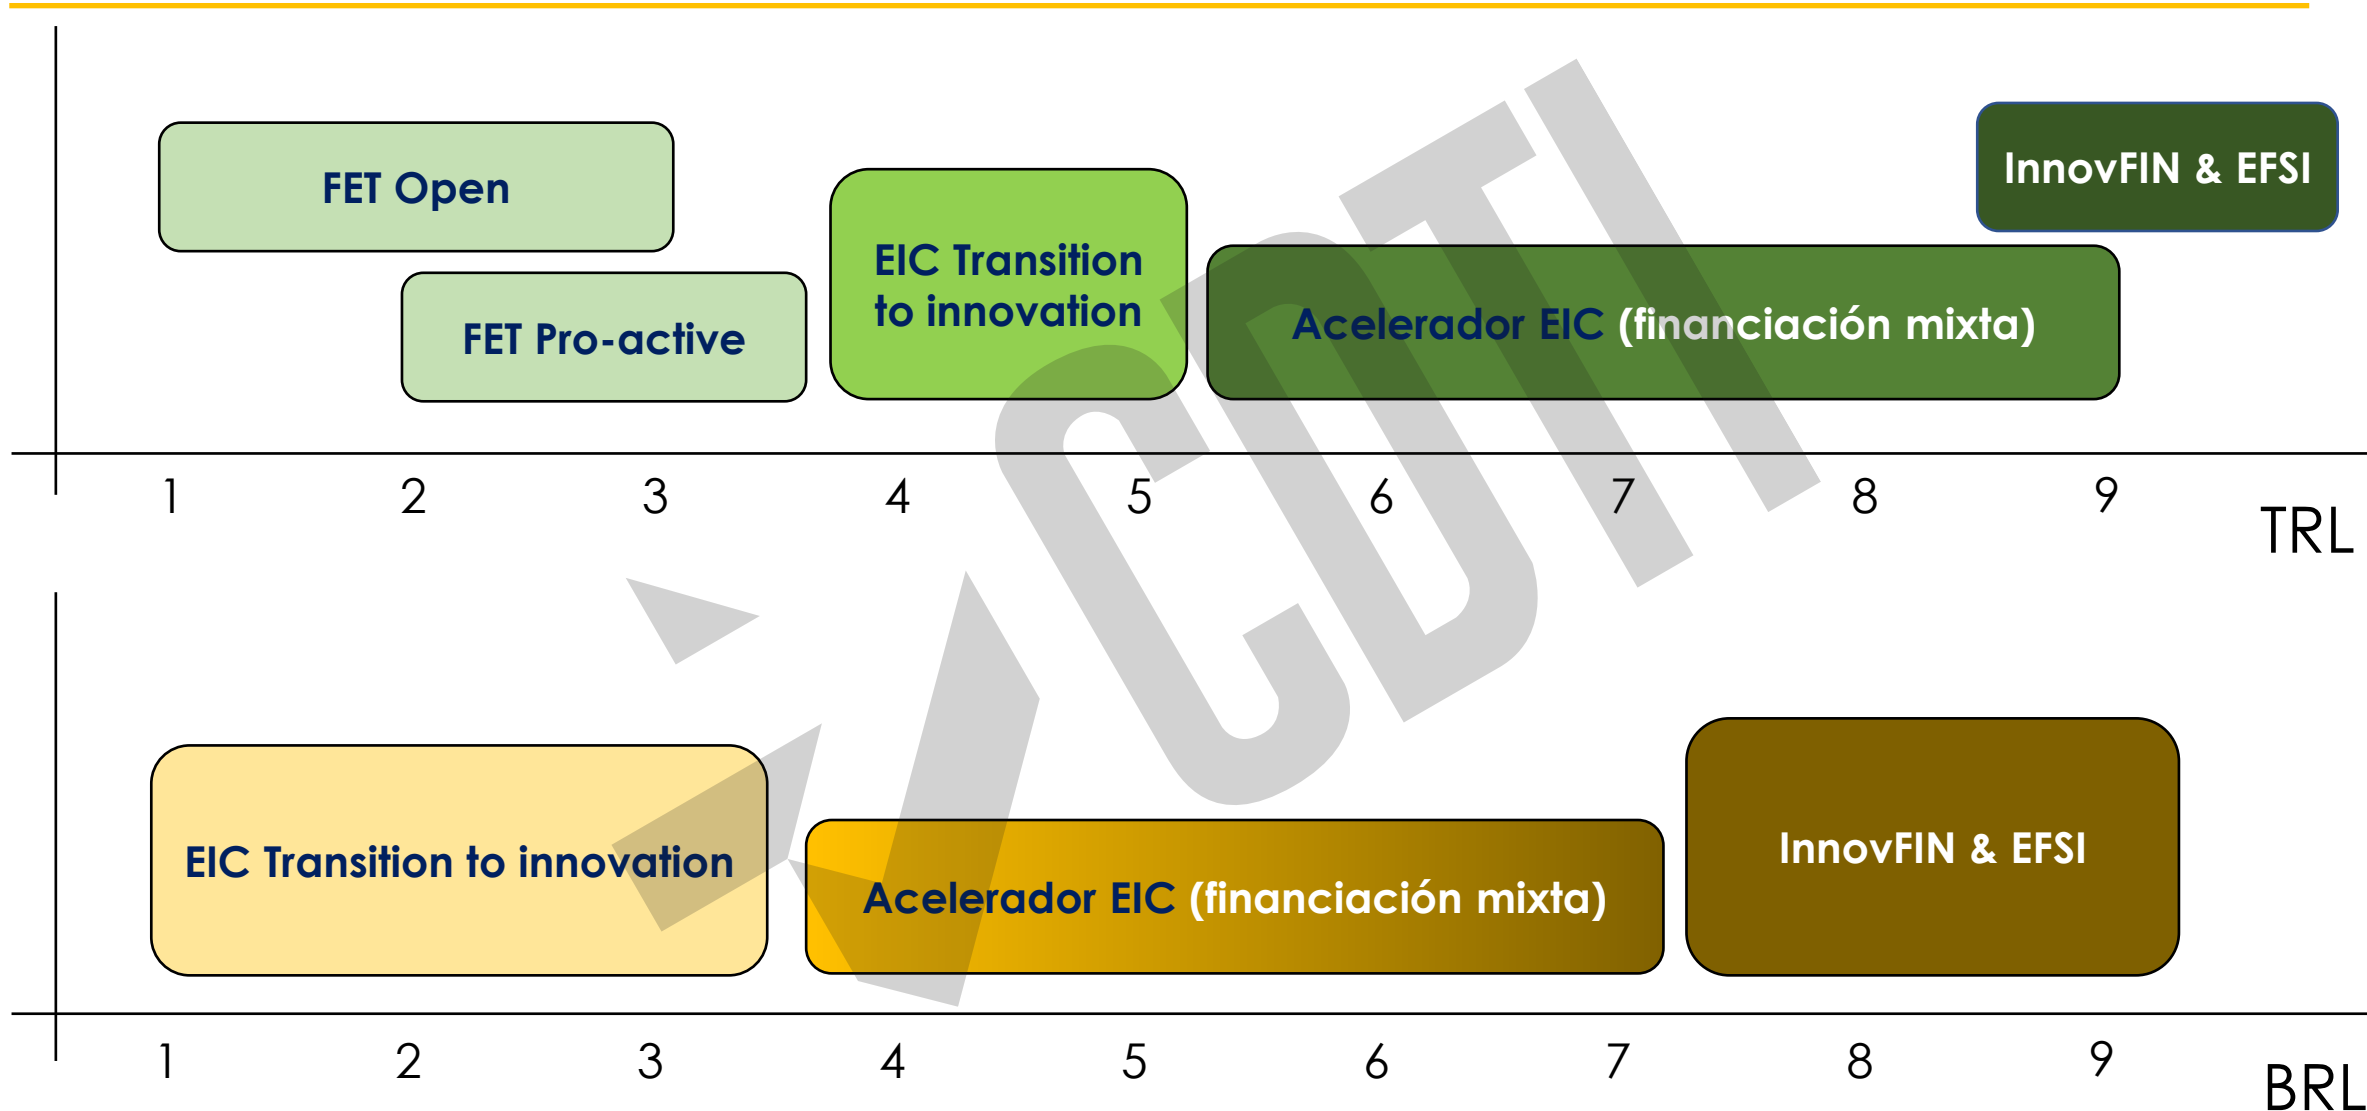 FET Open
InnovFIN & EFSI
EIC Transition
to innovation
FET Pro-active
Acelerador EIC (financiación mixta)
1 2 3 4 5 6 7 8 9
TRL
EIC Transition to innovation
Acelerador EIC (financiación mixta)
InnovFIN & EFSI
1 2 3 4 5 6 7 8 9
BRL
CDTI